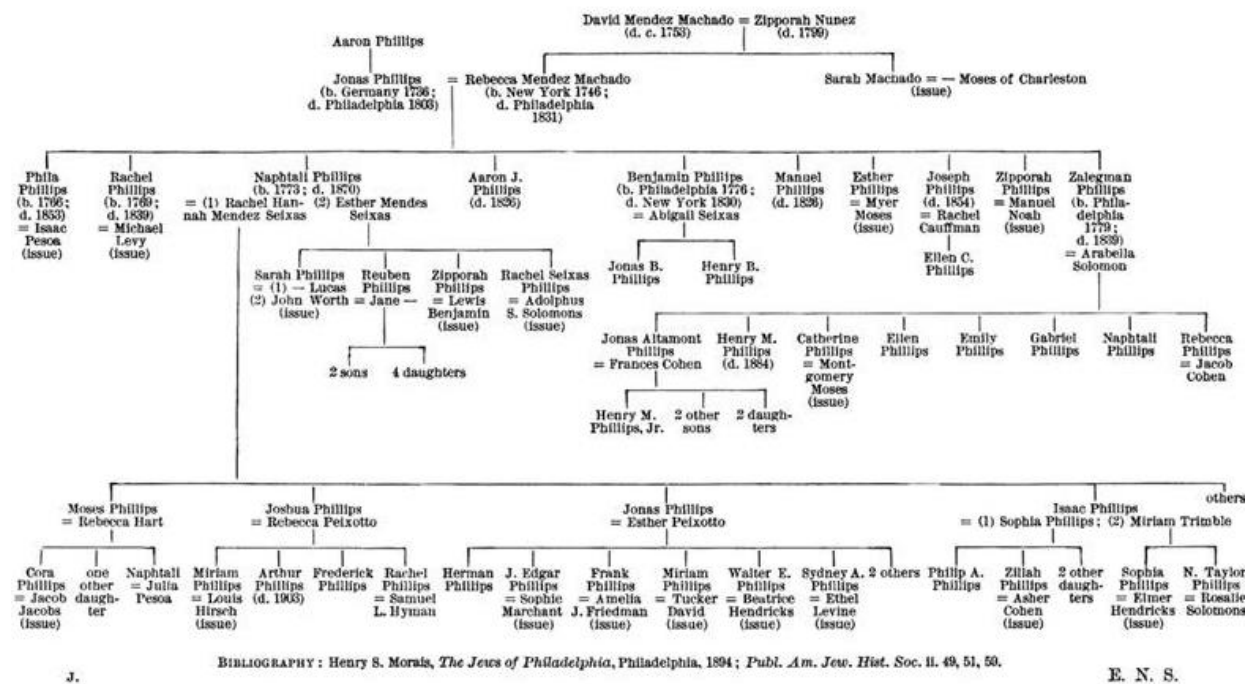 David Mendez Machado = Zipporah Nunez
(d. c. 1753) (d. 1799)
Aaron Phillips
Jonas Phillips = Rebecca Mendez Machado
(b. Germany 1736; (b. New York 1746;
d. Philadelphia 1803) d. Philadelphia
1831)
Sarah Machado = — Moses of Charleston
(issue)
Phila
Phillips
(b. 1766;
d. 1853)
= Isaac
Pesoa
(issue)
Rachel
Phillips
(b. 1769;
d. 1839)
= Michael
Levy
(issue)
Naphtali Phillips
(b. 1773; d. 1870)
= (1) Rachel Han- (2) Esther Mendes
nah Mendez Seixas Seixas
Aaron J.
Phillips
(d. 1826)
Benjamin Phillips
(b. Philadelphia 1776;
d. New York 1830)
= Abigail Seixas
Manuel
Phillips
(d. 1826)
Esther
Phillips
= Myer
Moses
(issue)
Joseph
Phillips
(d. 1854)
= Rachel
Cauffman
Zipporah
Phillips
= Manuel
Noah
(issue)
Zalegman
Phillips
(b. Phila-
delphia
1779;
d. 1839)
= Arabella
Solomon
Ellen C.
Phillips
Sarah Phillips
= (1) — Lucas
(2) John Worth
(issue)
Reuben
Phillips
= Jane —
Zipporah
Phillips
= Lewis
Benjamin
(issue)
Rachel Seixas
Phillips
= Adolphus
S. Solomons
(issue)
Jonas B.
Phillips
Henry B.
Phillips
2 sons 4 daughters
Jonas Altamont
Phillips
= Frances Cohen
Henry M.
Phillips
(d. 1884)
Catherine
Phillips
= Mont-
gomery
Moses
(issue)
Ellen
Phillips
Emily
Phillips
Gabriel
Phillips
Naphtali
Phillips
Rebecca
Phillips
= Jacob
Cohen
Henry M.
Phillips, Jr.
2 other
sons
2 daugh-
ters
Moses Phillips
= Rebecca Hart
Joshua Phillips
= Rebecca Peixotto
Jonas Phillips
= Esther Peixotto
Isaac Phillips
= (1) Sophia Phillips; (2) Miriam Trimble
others
Cora
Phillips
= Jacob
Jacobs
(issue)
one
other
daugh-
ter
Naphtali
= Julia
Pesoa
Miriam
Phillips
= Louis
Hirsch
(issue)
Arthur
Phillips
(d. 1903)
Frederick
Phillips
Rachel
Phillips
= Samuel
L. Hyman
Herman
Phillips
J. Edgar
Phillips
= Sophie
Marchant
(issue)
Frank
Phillips
= Amelia
J. Friedman
(issue)
Miriam
Phillips
= Tucker
David
(issue)
Walter E.
Phillips
= Beatrice
Hendricks
(issue)
Sydney A.
Phillips
= Ethel
Levine
(issue)
2 others
Philip A.
Phillips
Zillah
Phillips
= Asher
Cohen
(issue)
2 other
daugh-
ters
Sophia
Phillips
= Elmer
Hendricks
(issue)
N. Taylor
Phillips
= Rosalie
Solomons
BIBLIOGRAPHY: Henry S. Morais, The Jews of Philadelphia, Philadelphia, 1894; Publ. Am. Jew. Hist. Soc. ii. 49, 51, 59.
J. E. N. S.